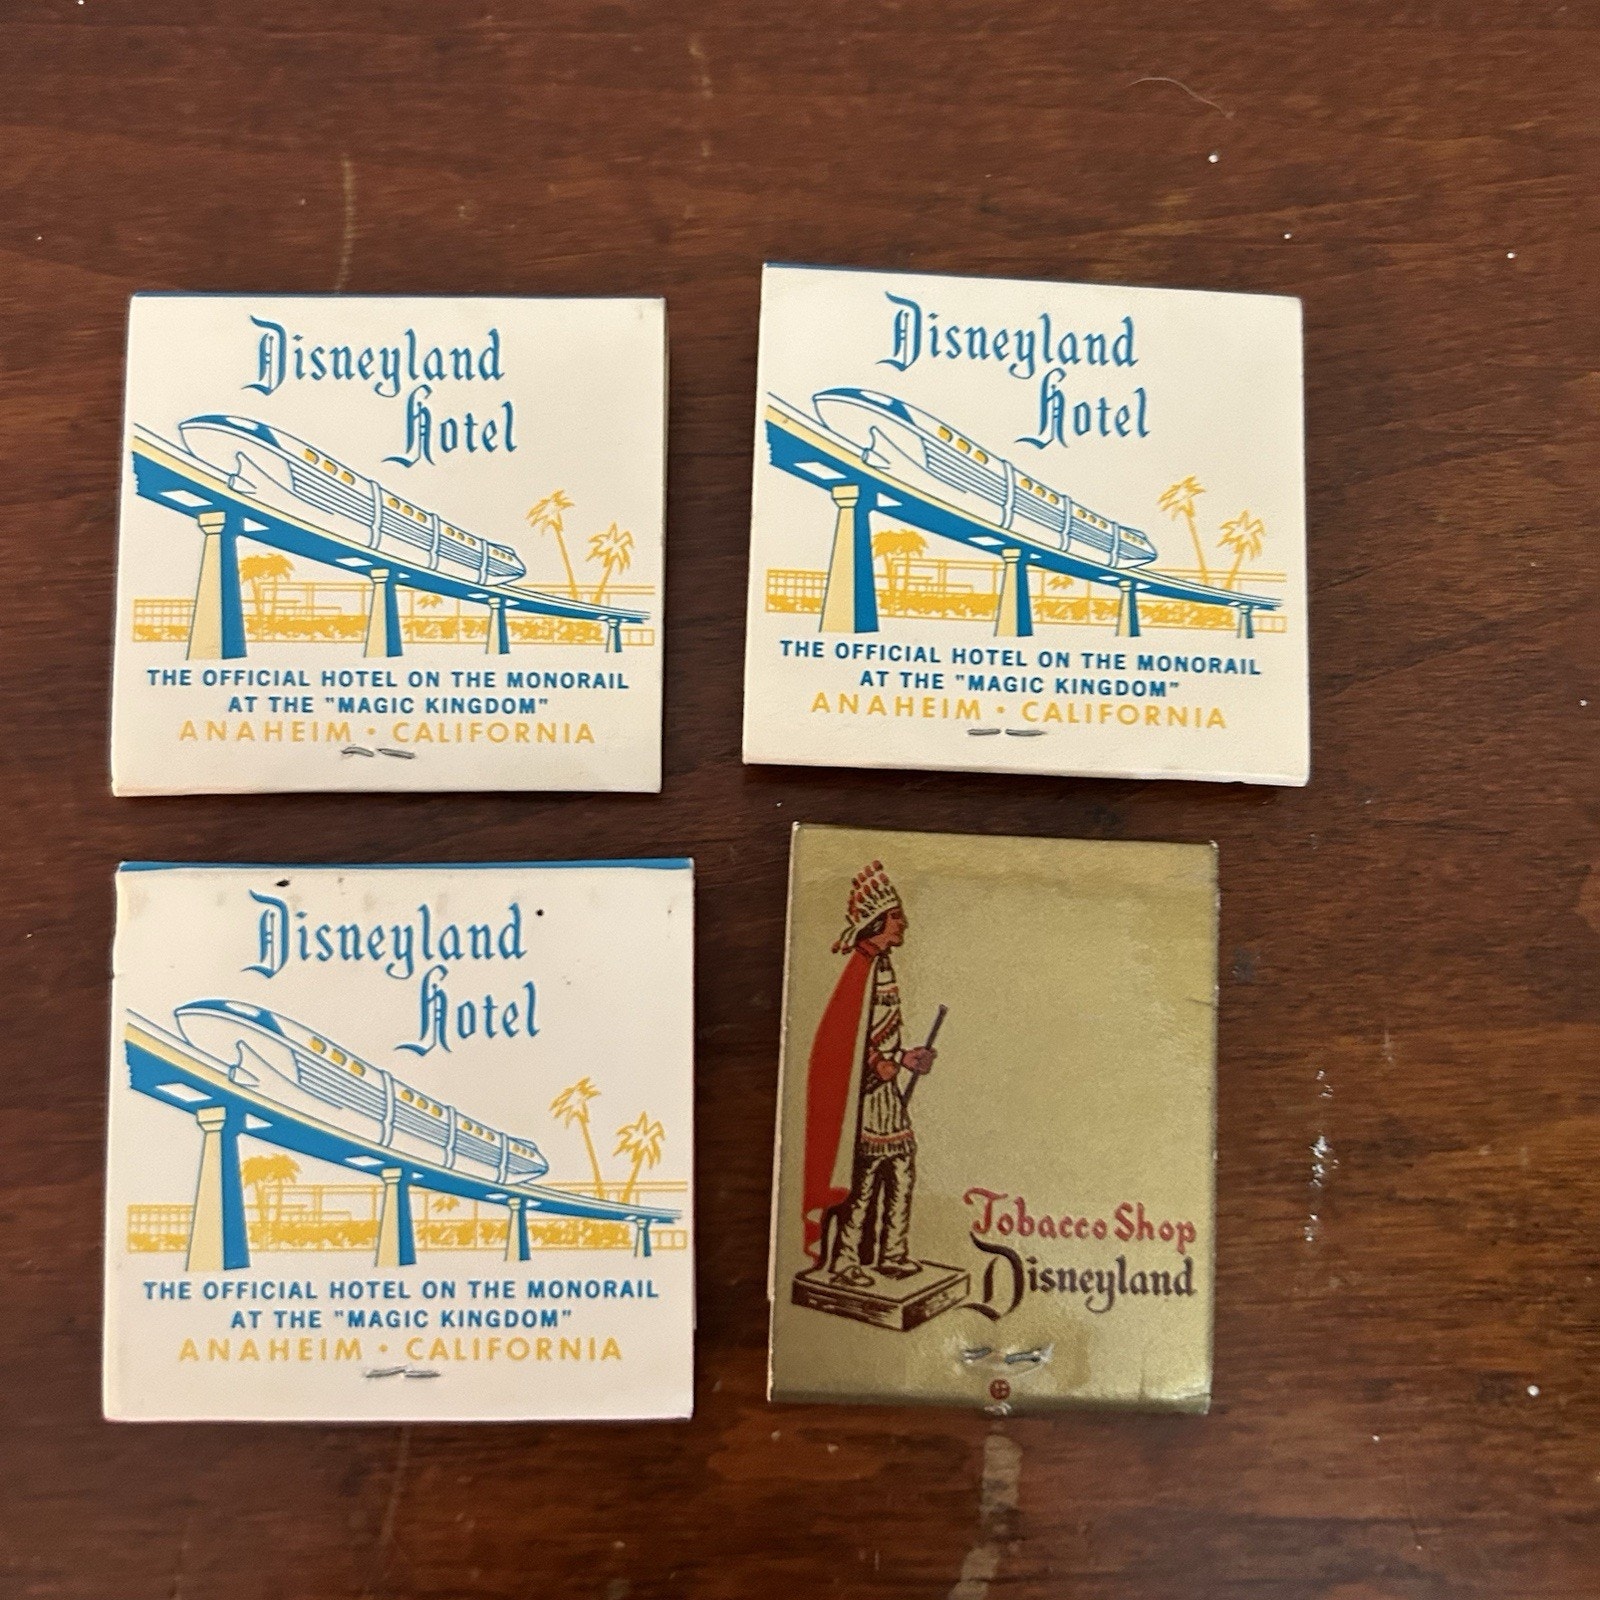 Disneyland
Hotel
THE OFFICIAL HOTEL ON THE MONORAIL
AT THE "MAGIC KINGDOM"
ANAHEIM • CALIFORNIA
Disneyland
Hotel
THE OFFICIAL HOTEL ON THE MONORAIL
AT THE "MAGIC KINGDOM"
ANAHEIM • CALIFORNIA
Disneyland
Hotel
THE OFFICIAL HOTEL ON THE MONORAIL
AT THE "MAGIC KINGDOM"
ANAHEIM • CALIFORNIA
Tobacco Shop
Disneyland